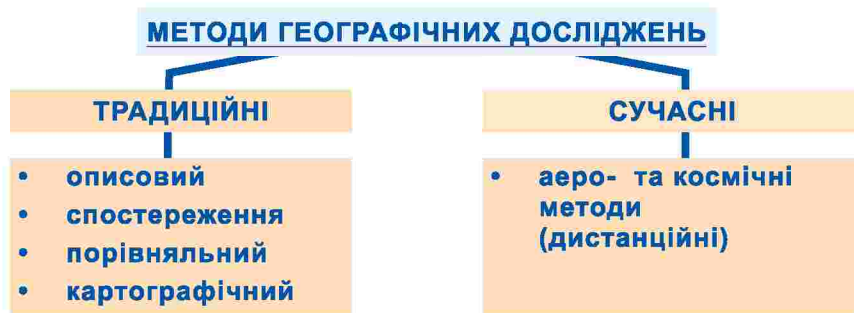 МЕТОДИ ГЕОГРАФІЧНИХ ДОСЛІДЖЕНЬ
ТРАДИЦІЙНІ
• описовий
• спостереження
• порівняльний
• картографічний
СУЧАСНІ
• аеро- та космічні
методи
(дистанційні)